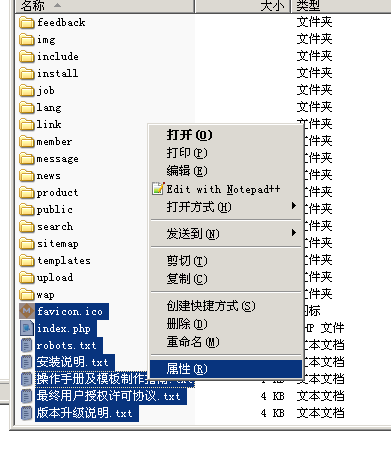 名称 大小 类型
feedback 文件夹
img 文件夹
include 文件夹
install 文件夹
job 文件夹
lang 文件夹
link 文件夹
member 文件夹
message 文件夹
news 文件夹
product 文件夹
public 文件夹
search 文件夹
sitemap 文件夹
templates 文件夹
upload 文件夹
wap 文件夹
favicon.ico 图标
index.php PHP 文件
robots.txt 文本文档
安装说明.txt 文本文档
操作手册及模板制作指南.txt 1 KB 文本文档
最终用户授权许可协议.txt 4 KB 文本文档
版本升级说明.txt 4 KB 文本文档
打开(O)
打印(P)
编辑(E)
Edit with Notepad++
打开方式(H)
发送到(N)
剪切(T)
复制(C)
创建快捷方式(S)
删除(D)
重命名(M)
属性(R)